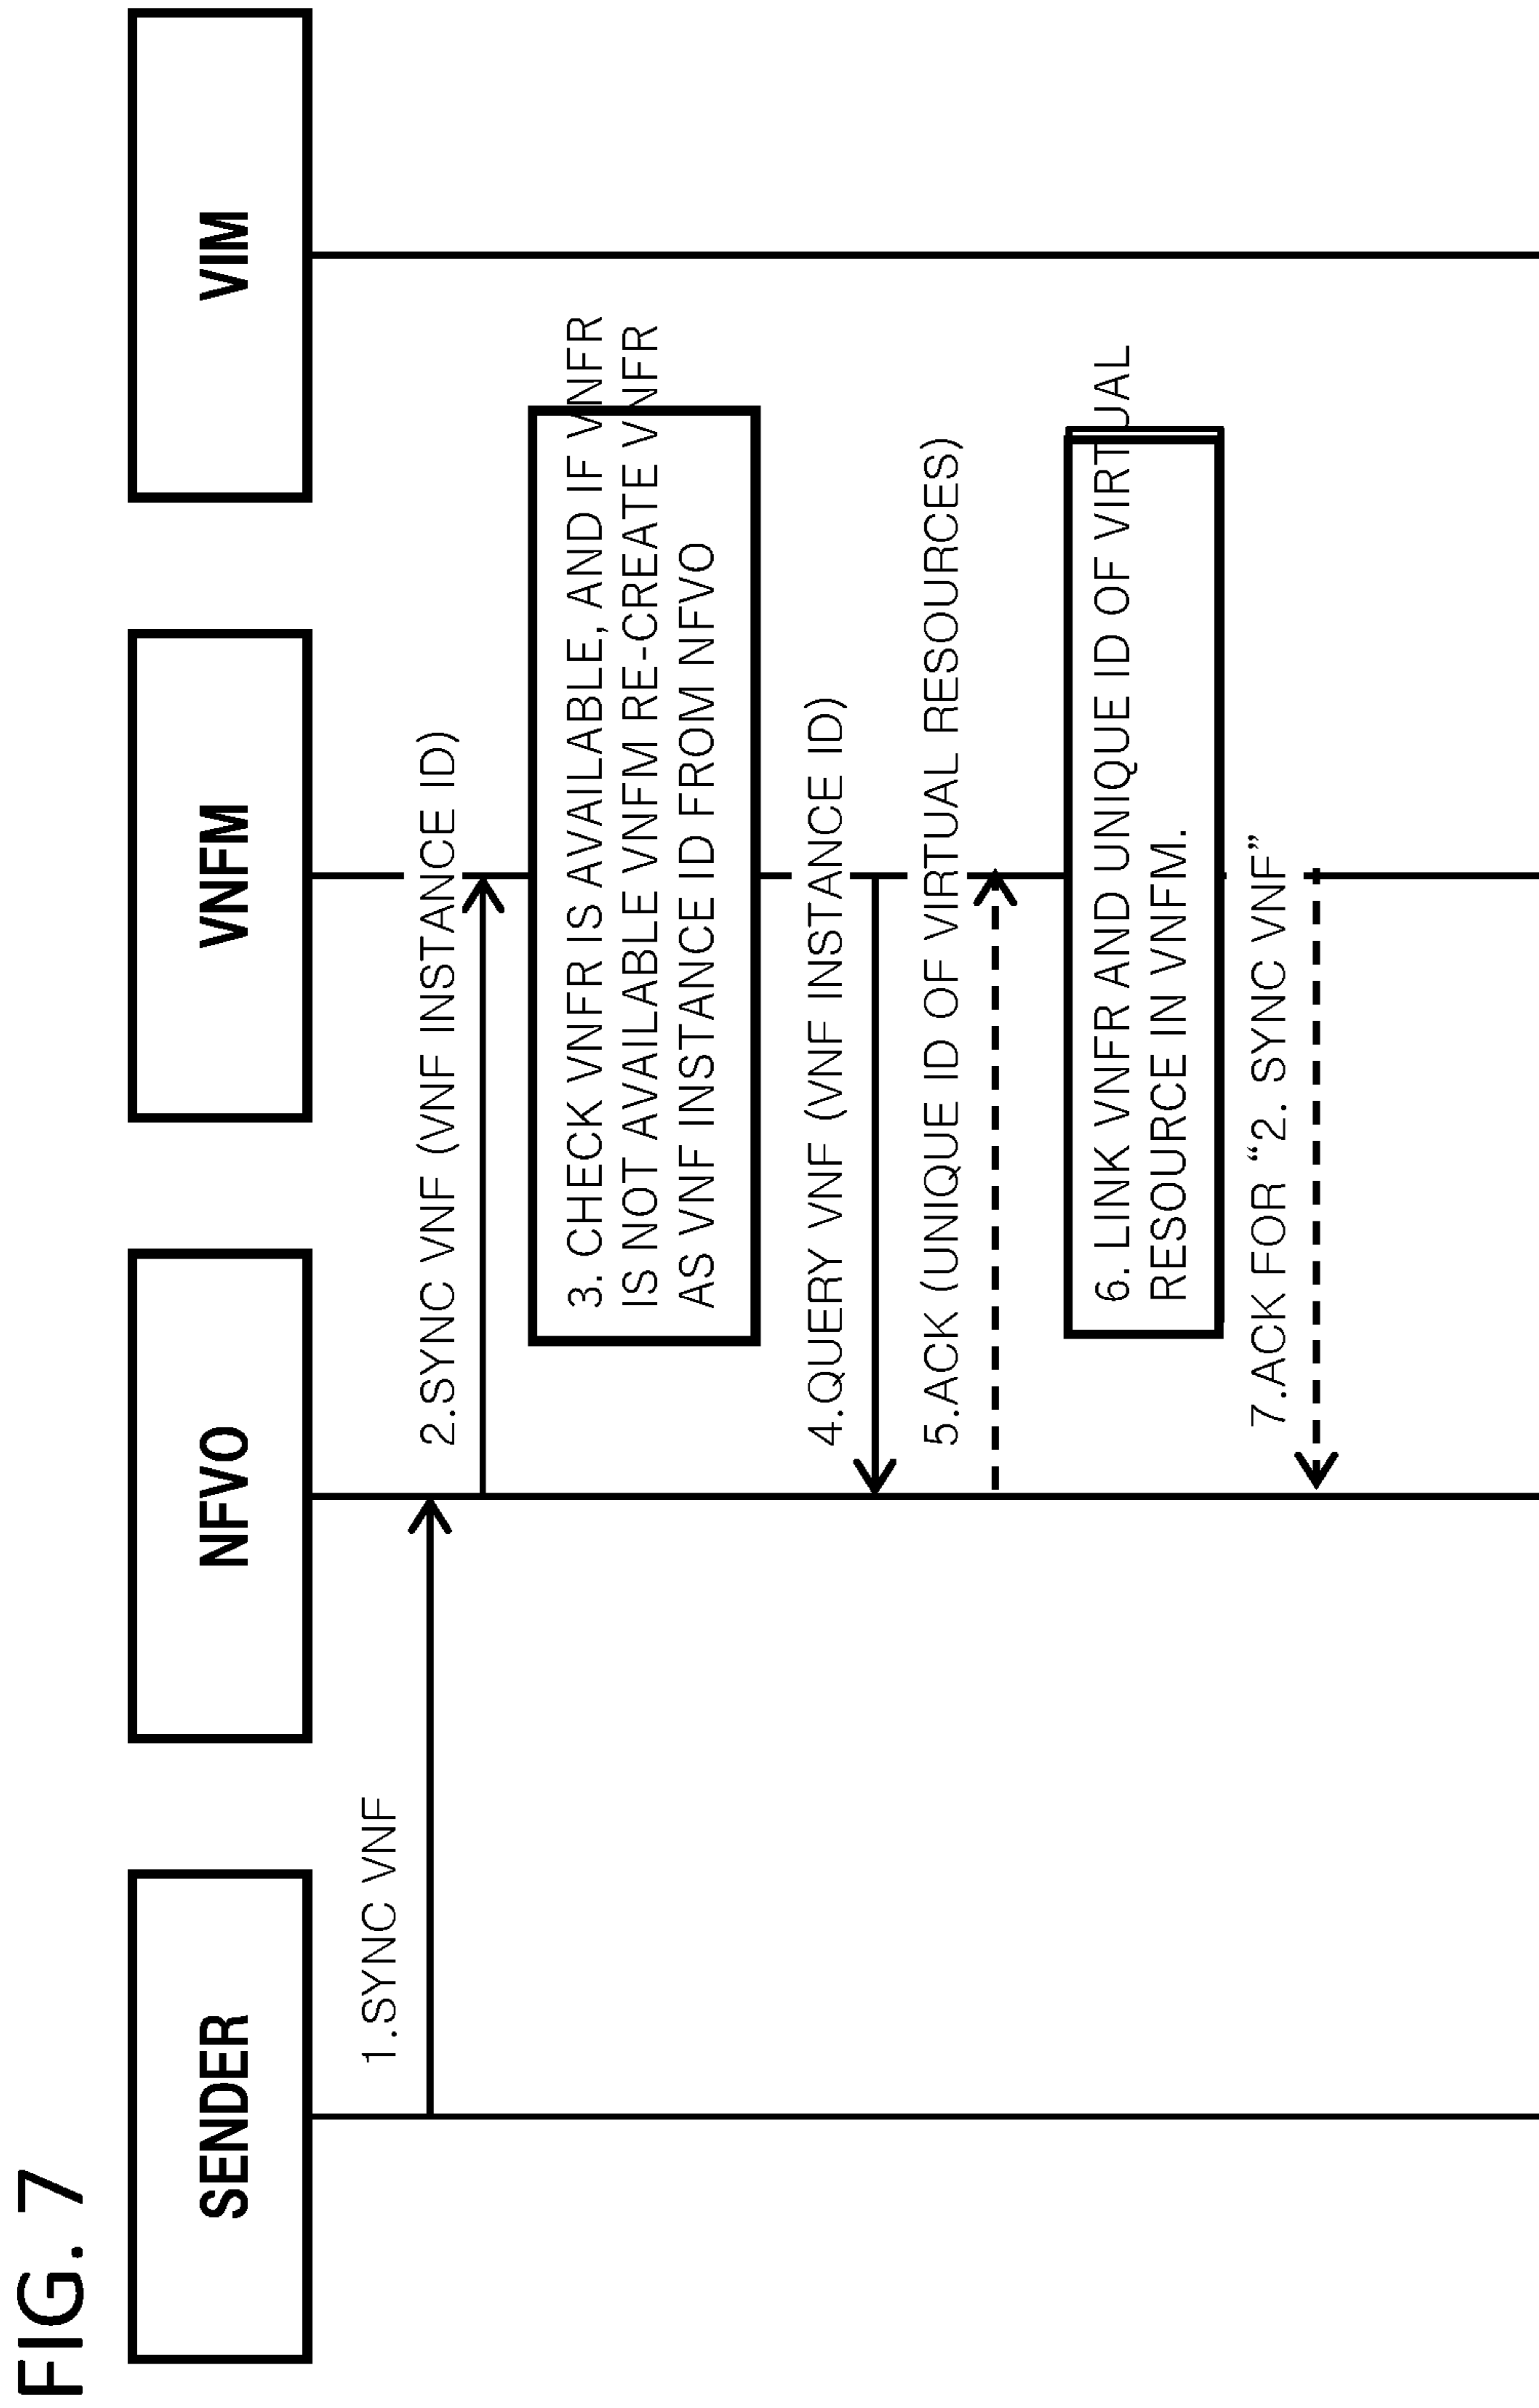 FIG. 7
SENDER
NFVO
VNFM
VIM
1.SYNC VNF
2.SYNC VNF (VNF INSTANCE ID)
3. CHECK VNFR IS AVAILABLE, AND IF VNFR
IS NOT AVAILABLE VNFM RE-CREATE VNFR
AS VNF INSTANCE ID FROM NFVO
4.QUERY VNF (VNF INSTANCE ID)
5.ACK (UNIQUE ID OF VIRTUAL RESOURCES)
6. LINK VNFR AND UNIQUE ID OF VIRTUAL
RESOURCE IN VNFM.
7.ACK FOR “2. SYNC VNF”